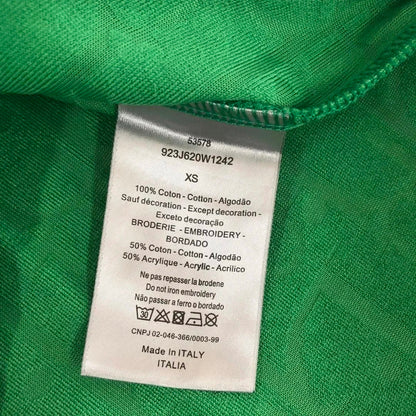 53578
923J620W1242
XS
100% Coton - Cotton - Algodão
Sauf décoration - Except decoration -
Exceto decoração
BRODERIE - EMBROIDERY -
BORDADO
50% Coton - Cotton - Algodão
50% Acrylique - Acrylic - Acrilico
Ne pas repasser la brodene
Do not iron embroidery
Não passar a ferro o bordado
30
CNPJ 02-046-366/0003-99
Made in ITALY
ITALIA